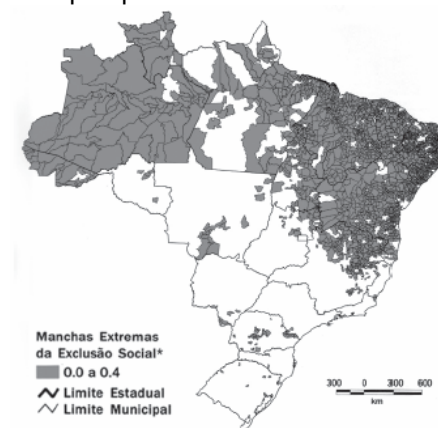 Manchas Extremas
da Exclusão Social*
0.0 a 0.4
Limite Estadual
Limite Municipal
300 0 300 600
km